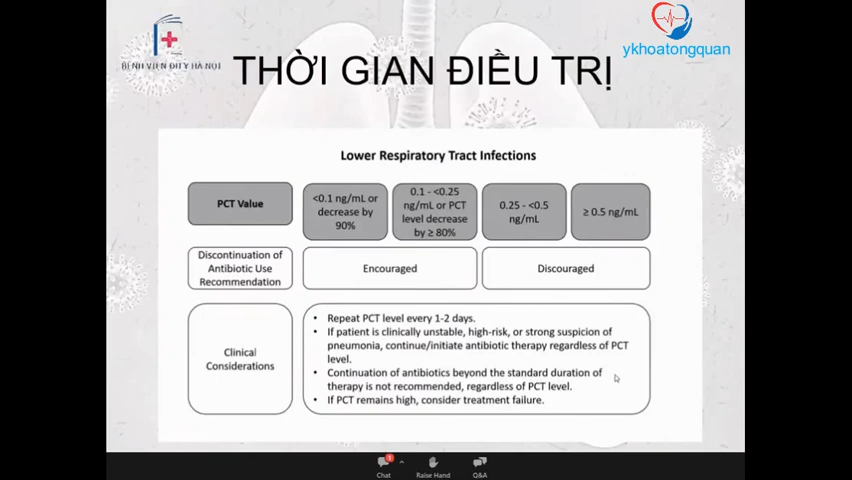 BỆNH VIỆN ĐH Y HÀ NỘI
ykhoatongquan
THỜI GIAN ĐIỀU TRỊ
Lower Respiratory Tract Infections
PCT Value
<0.1 ng/mL or
decrease by
90%
0.1 - <0.25
ng/mL or PCT
level decrease
by ≥ 80%
0.25 - <0.5
ng/mL
≥ 0.5 ng/mL
Discontinuation of
Antibiotic Use
Recommendation
Encouraged
Discouraged
Clinical
Considerations
• Repeat PCT level every 1-2 days.
• If patient is clinically unstable, high-risk, or strong suspicion of
pneumonia, continue/initiate antibiotic therapy regardless of PCT
level.
• Continuation of antibiotics beyond the standard duration of
therapy is not recommended, regardless of PCT level.
• If PCT remains high, consider treatment failure.
1
Chat
Raise Hand
Q&A